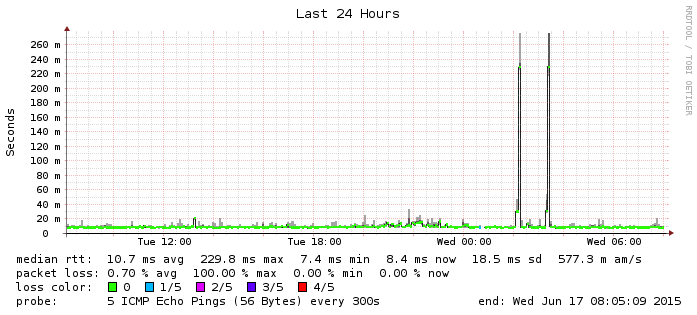 Last 24 Hours
RRDTOOL / TOBI OETIKER
Seconds
260 m
240 m
220 m
200 m
180 m
160 m
140 m
120 m
100 m
80 m
60 m
40 m
20 m
0
Tue 12:00 Tue 18:00 Wed 00:00 Wed 06:00
median rtt: 10.7 ms avg 229.8 ms max 7.4 ms min 8.4 ms now 18.5 ms sd 577.3 m am/s
packet loss: 0.70 % avg 100.00 % max 0.00 % min 0.00 % now
loss color: 0 1/5 2/5 3/5 4/5
probe: 5 ICMP Echo Pings (56 Bytes) every 300s end: Wed Jun 17 08:05:09 2015